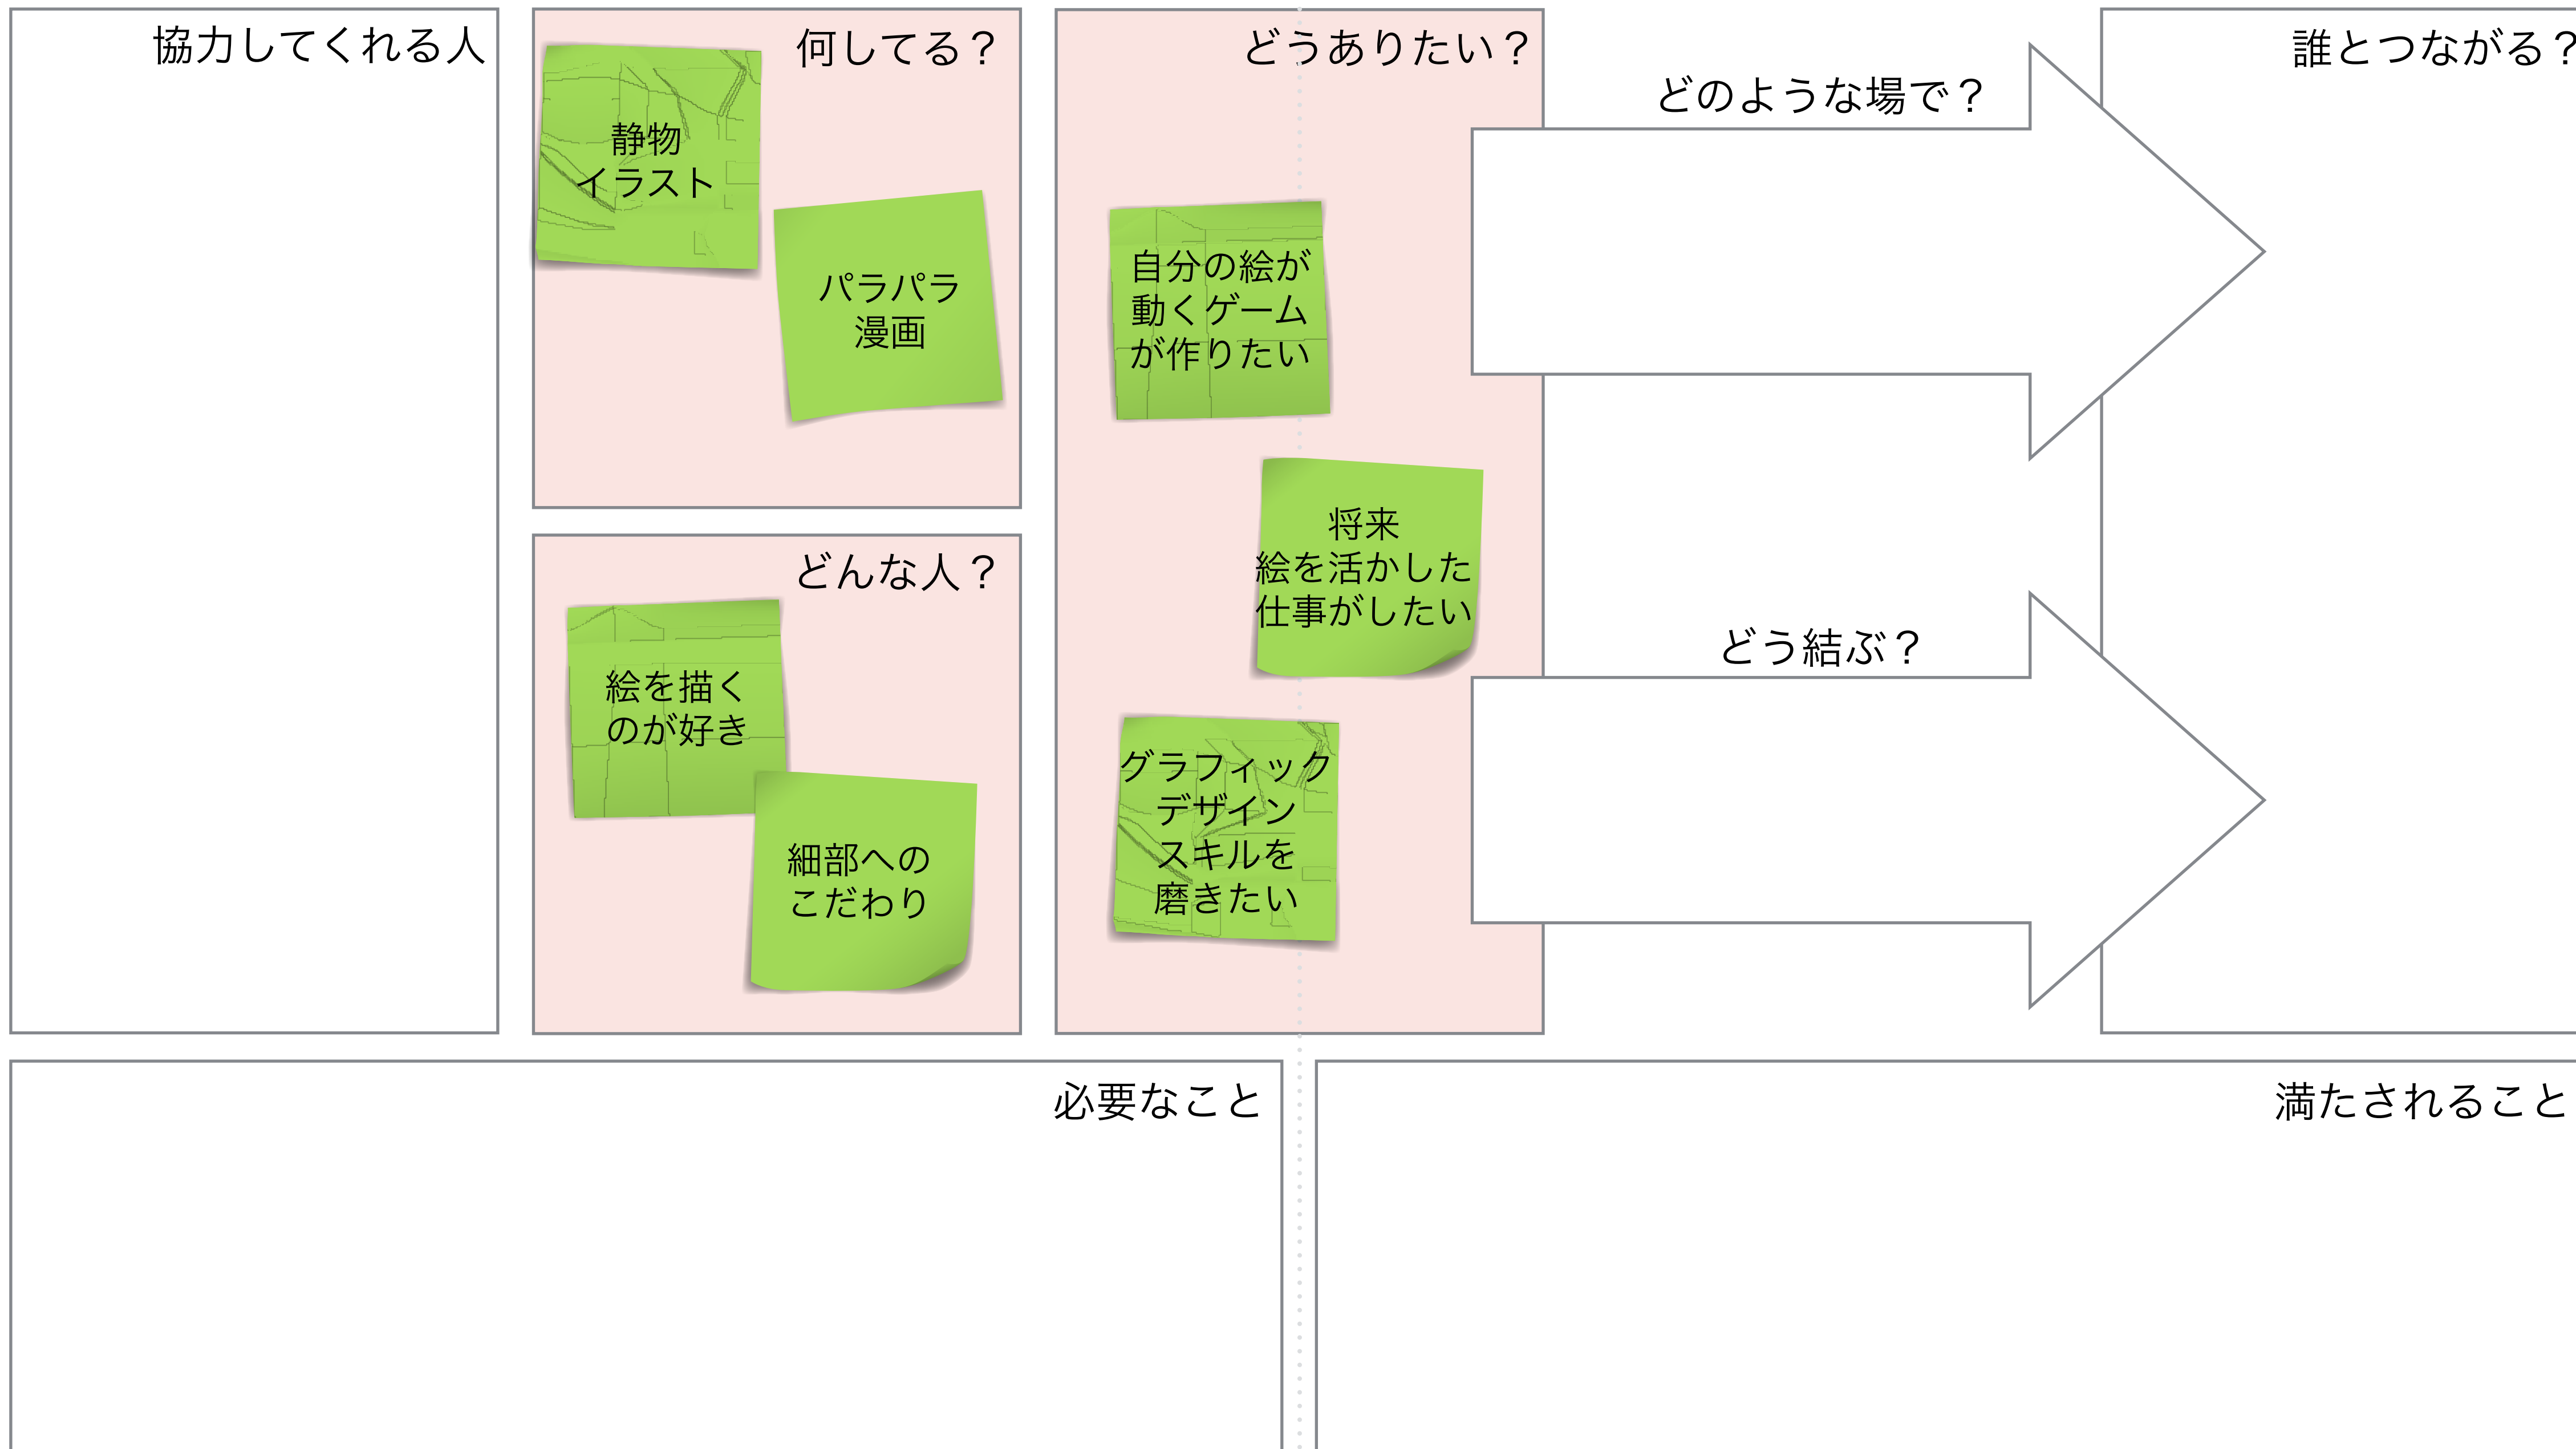 協力してくれる人
何してる？
静物
イラスト
パラパラ
漫画
どんな人？
絵を描く
のが好き
細部への
こだわり
どうありたい？
自分の絵が
動くゲーム
が作りたい
将来
絵を活かした
仕事がしたい
グラフィック
デザイン
スキルを
磨きたい
どのような場で？
どう結ぶ？
誰とつながる？
必要なこと
満たされること